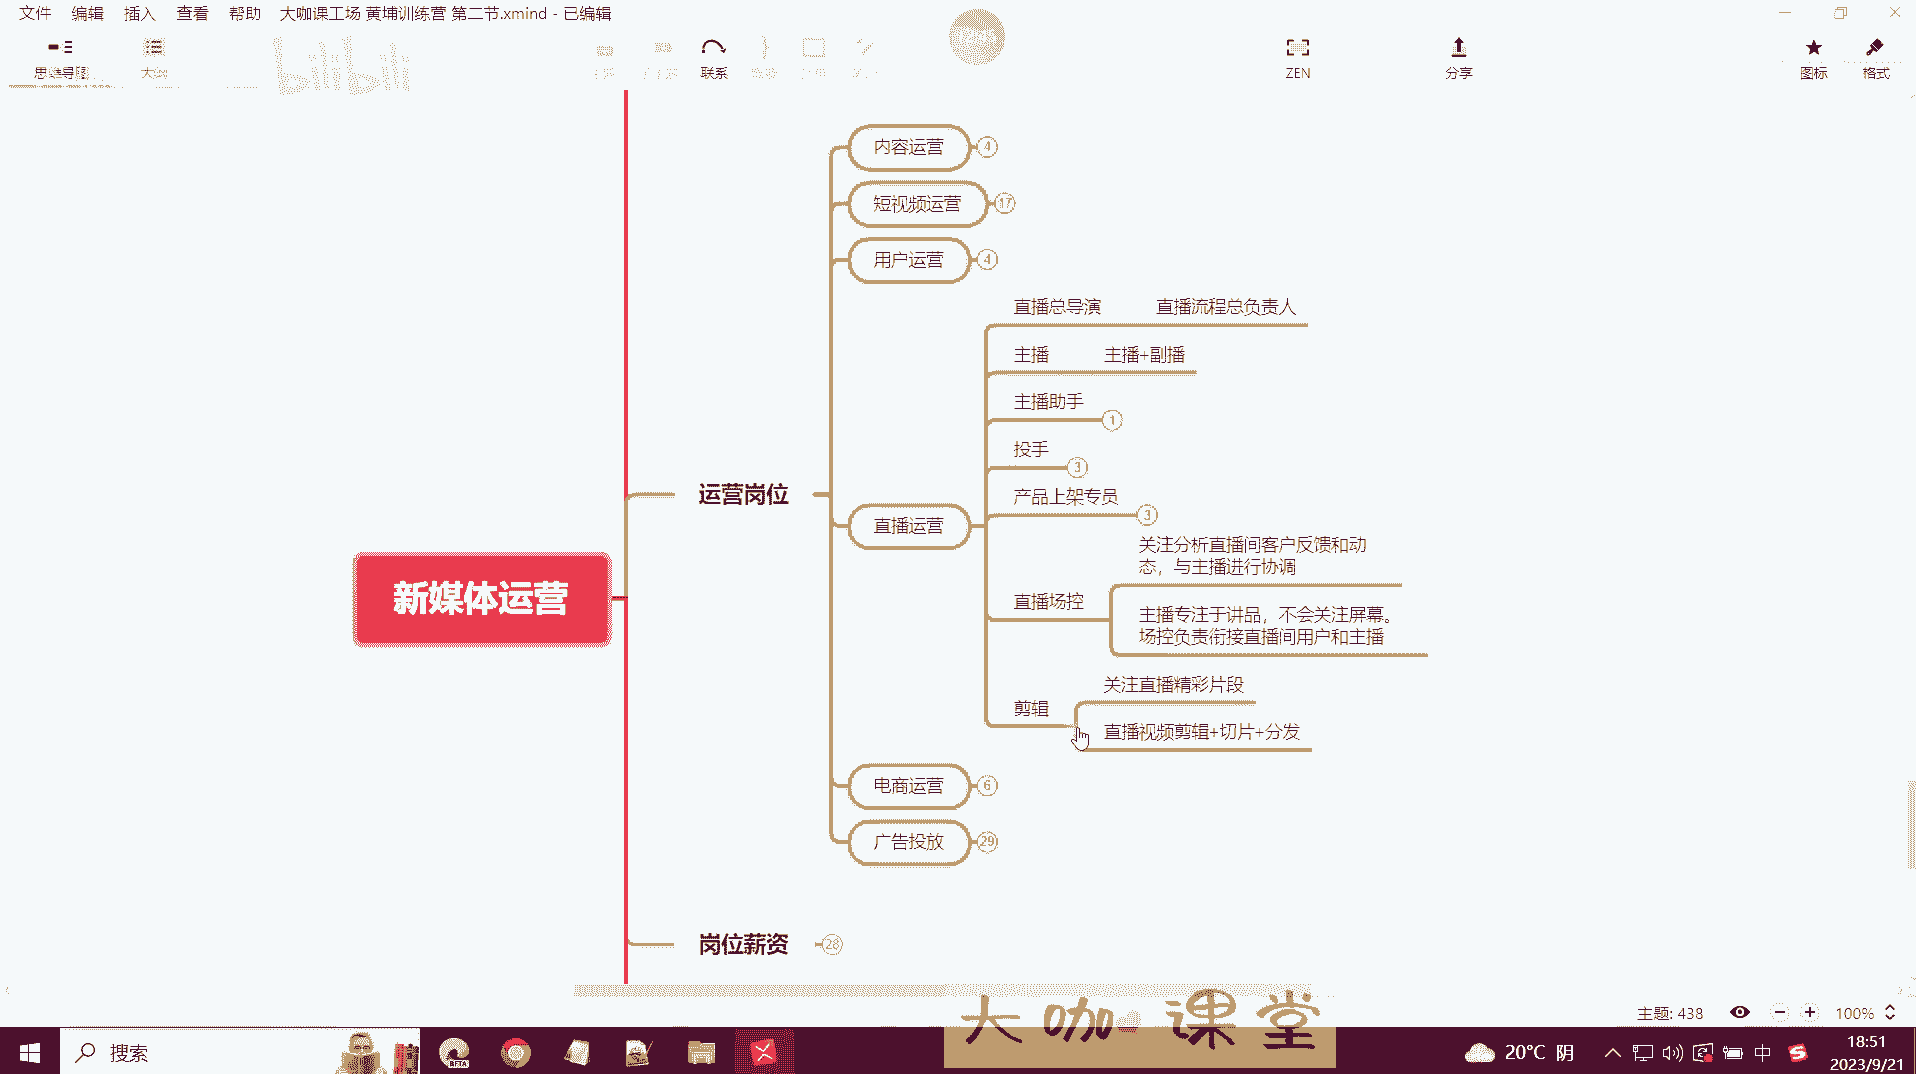 文件 编辑 插入 查看 帮助 大咖课工场 黄埔训练营 第二节.xmind - 已编辑
思维导图 大纲 联系 ZEN 分享 图标 格式
bilibili
内容运营 4
短视频运营 17
用户运营 4
直播总导演 直播流程总负责人
主播 主播+副播
主播助手 1
投手 3
运营岗位
产品上架专员 3
直播运营
关注分析直播间客户反馈和动
态，与主播进行协调
直播场控
主播专注于讲品，不会关注屏幕。
场控负责衔接直播间用户和主播
新媒体运营
关注直播精彩片段
剪辑
直播视频剪辑+切片+分发
电商运营 6
广告投放 29
岗位薪资 28
大咖课堂
主题: 438 100%
搜索
BETA
20°C 阴
中
18:51
2023/9/21